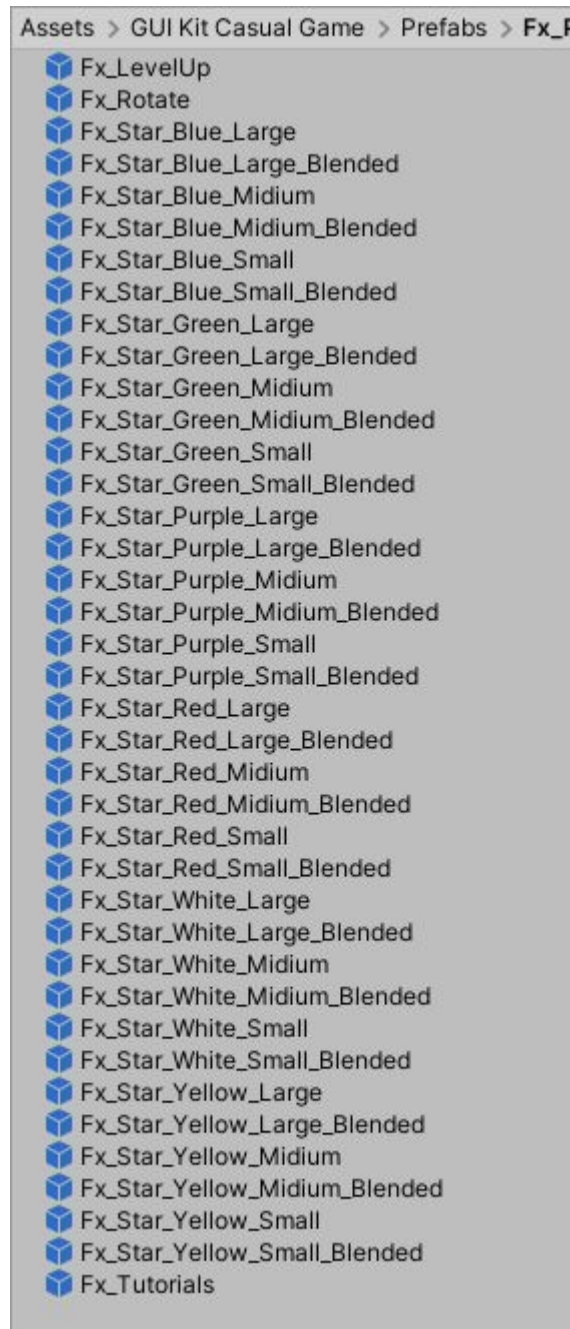 Assets > GUI Kit Casual Game > Prefabs > Fx_
Fx_LevelUp
Fx_Rotate
Fx_Star_Blue_Large
Fx_Star_Blue_Large_Blended
Fx_Star_Blue_Midium
Fx_Star_Blue_Midium_Blended
Fx_Star_Blue_Small
Fx_Star_Blue_Small_Blended
Fx_Star_Green_Large
Fx_Star_Green_Large_Blended
Fx_Star_Green_Midium
Fx_Star_Green_Midium_Blended
Fx_Star_Green_Small
Fx_Star_Green_Small_Blended
Fx_Star_Purple_Large
Fx_Star_Purple_Large_Blended
Fx_Star_Purple_Midium
Fx_Star_Purple_Midium_Blended
Fx_Star_Purple_Small
Fx_Star_Purple_Small_Blended
Fx_Star_Red_Large
Fx_Star_Red_Large_Blended
Fx_Star_Red_Midium
Fx_Star_Red_Midium_Blended
Fx_Star_Red_Small
Fx_Star_Red_Small_Blended
Fx_Star_White_Large
Fx_Star_White_Large_Blended
Fx_Star_White_Midium
Fx_Star_White_Midium_Blended
Fx_Star_White_Small
Fx_Star_White_Small_Blended
Fx_Star_Yellow_Large
Fx_Star_Yellow_Large_Blended
Fx_Star_Yellow_Midium
Fx_Star_Yellow_Midium_Blended
Fx_Star_Yellow_Small
Fx_Star_Yellow_Small_Blended
Fx_Tutorials